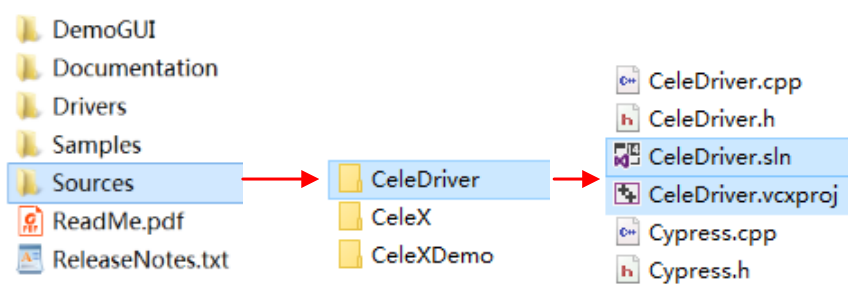 DemoGUI
Documentation
Drivers
Samples
Sources
ReadMe.pdf
ReleaseNotes.txt
CeleDriver
CeleX
CeleXDemo
CeleDriver.cpp
CeleDriver.h
CeleDriver.sln
CeleDriver.vcxproj
Cypress.cpp
Cypress.h